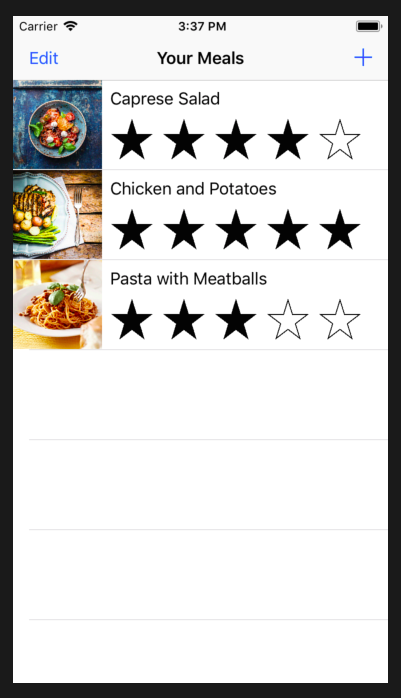 Carrier 3:37 PM
Edit Your Meals +
Caprese Salad
Chicken and Potatoes
Pasta with Meatballs